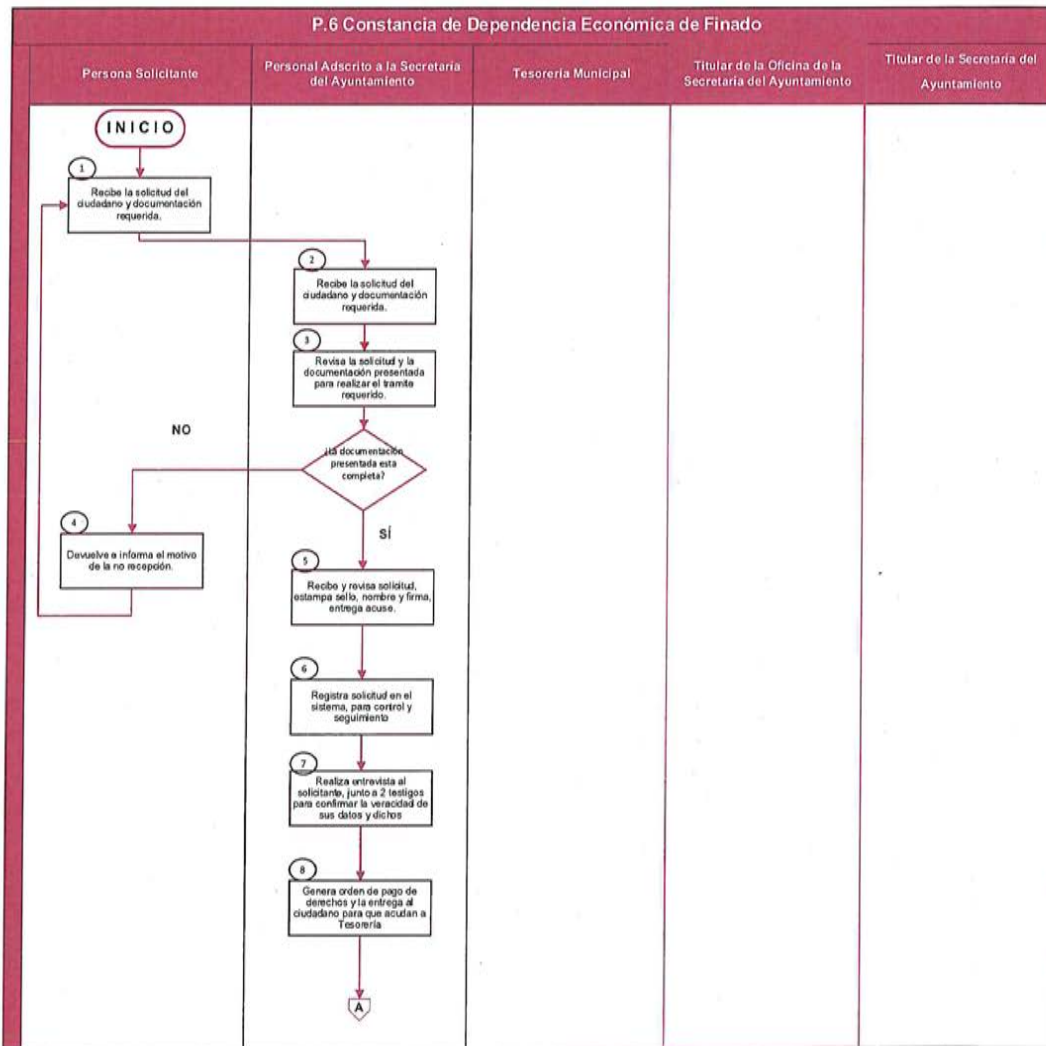 P.6 Constancia de Dependencia Económica de Finado
Persona Solicitante
Personal Adscrito a la Secretaría
del Ayuntamiento
Tesorería Municipal
Titular de la Oficina de la
Secretaría del Ayuntamiento
Titular de la Secretaría del
Ayuntamiento
INICIO
1
Recibe la solicitud del
ciudadano y documentación
requerida.
2
Recibe la solicitud del
ciudadano y documentación
requerida.
3
Revisa la solicitud y la
documentación presentada
para realizar el tramite
requerido.
NO
¿La documentación
presentada esta
completa?
SÍ
4
Devuelve e informa el motivo
de la no recepción.
5
Recibe y revisa solicitud,
estampa sello, nombre y firma,
entrega acuse.
6
Registra solicitud en el
sistema, para control y
seguimiento
7
Realiza entrevista al
solicitante, junto a 2 testigos
para confirmar la veracidad de
sus datos y dichos
8
Genera orden de pago de
derechos y la entrega al
ciudadano para que acudan a
Tesorería
A